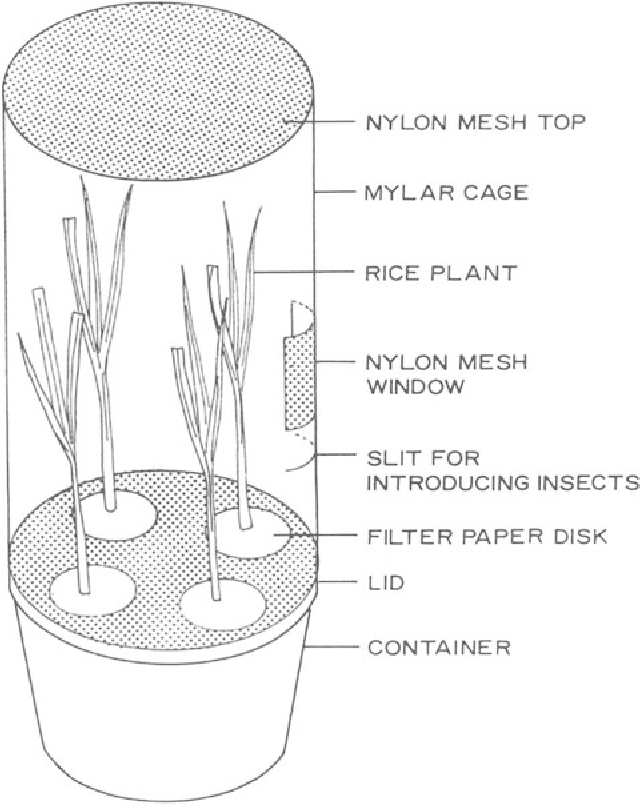 NYLON MESH TOP
MYLAR CAGE
RICE PLANT
NYLON MESH
WINDOW
SLIT FOR
INTRODUCING INSECTS
FILTER PAPER DISK
LID
CONTAINER